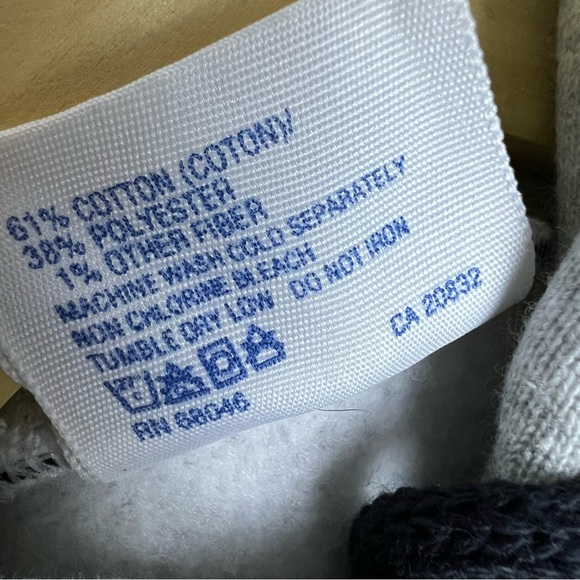 61% COTTON (COTON)/
38% POLYESTER
1% OTHER FIBER
MACHINE WASH COLD SEPARATELY
NON CHLORINE BLEACH
TUMBLE DRY LOW DO NOT IRON
RN 68046
CA 20832